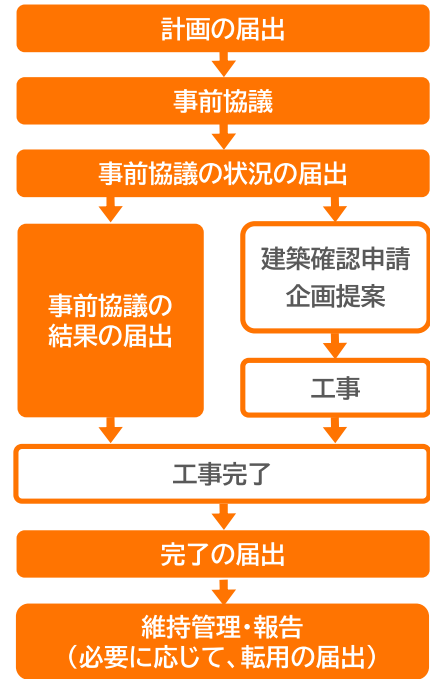 計画の届出
事前協議
事前協議の状況の届出
事前協議の
結果の届出
建築確認申請
企画提案
工事
工事完了
完了の届出
維持管理・報告
（必要に応じて、転用の届出）